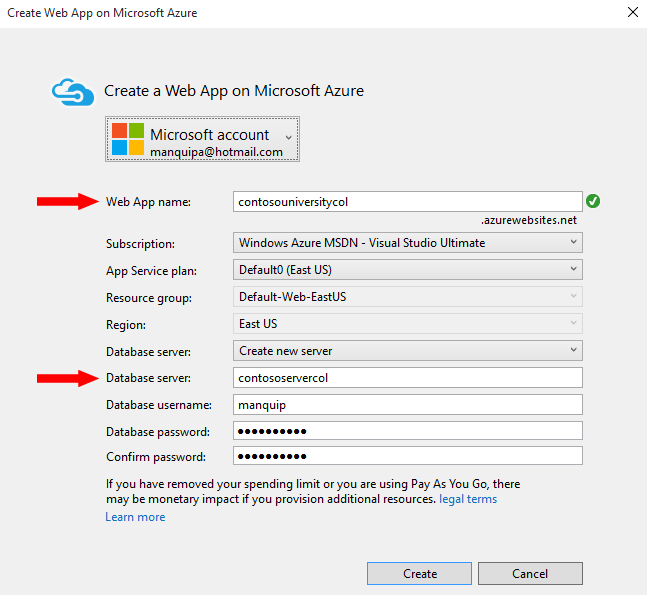 Create Web App on Microsoft Azure
Create a Web App on Microsoft Azure
Microsoft account
manquipa@hotmail.com
Web App name: contosouniversitycol
.azurewebsites.net
Subscription: Windows Azure MSDN - Visual Studio Ultimate
App Service plan: Default0 (East US)
Resource group: Default-Web-EastUS
Region: East US
Database server: Create new server
Database server: contososervercol
Database username: manquip
Database password: ●●●●●●●●●●
Confirm password: ●●●●●●●●●●
If you have removed your spending limit or you are using Pay As You Go, there
may be monetary impact if you provision additional resources. legal terms
Learn more
Create Cancel